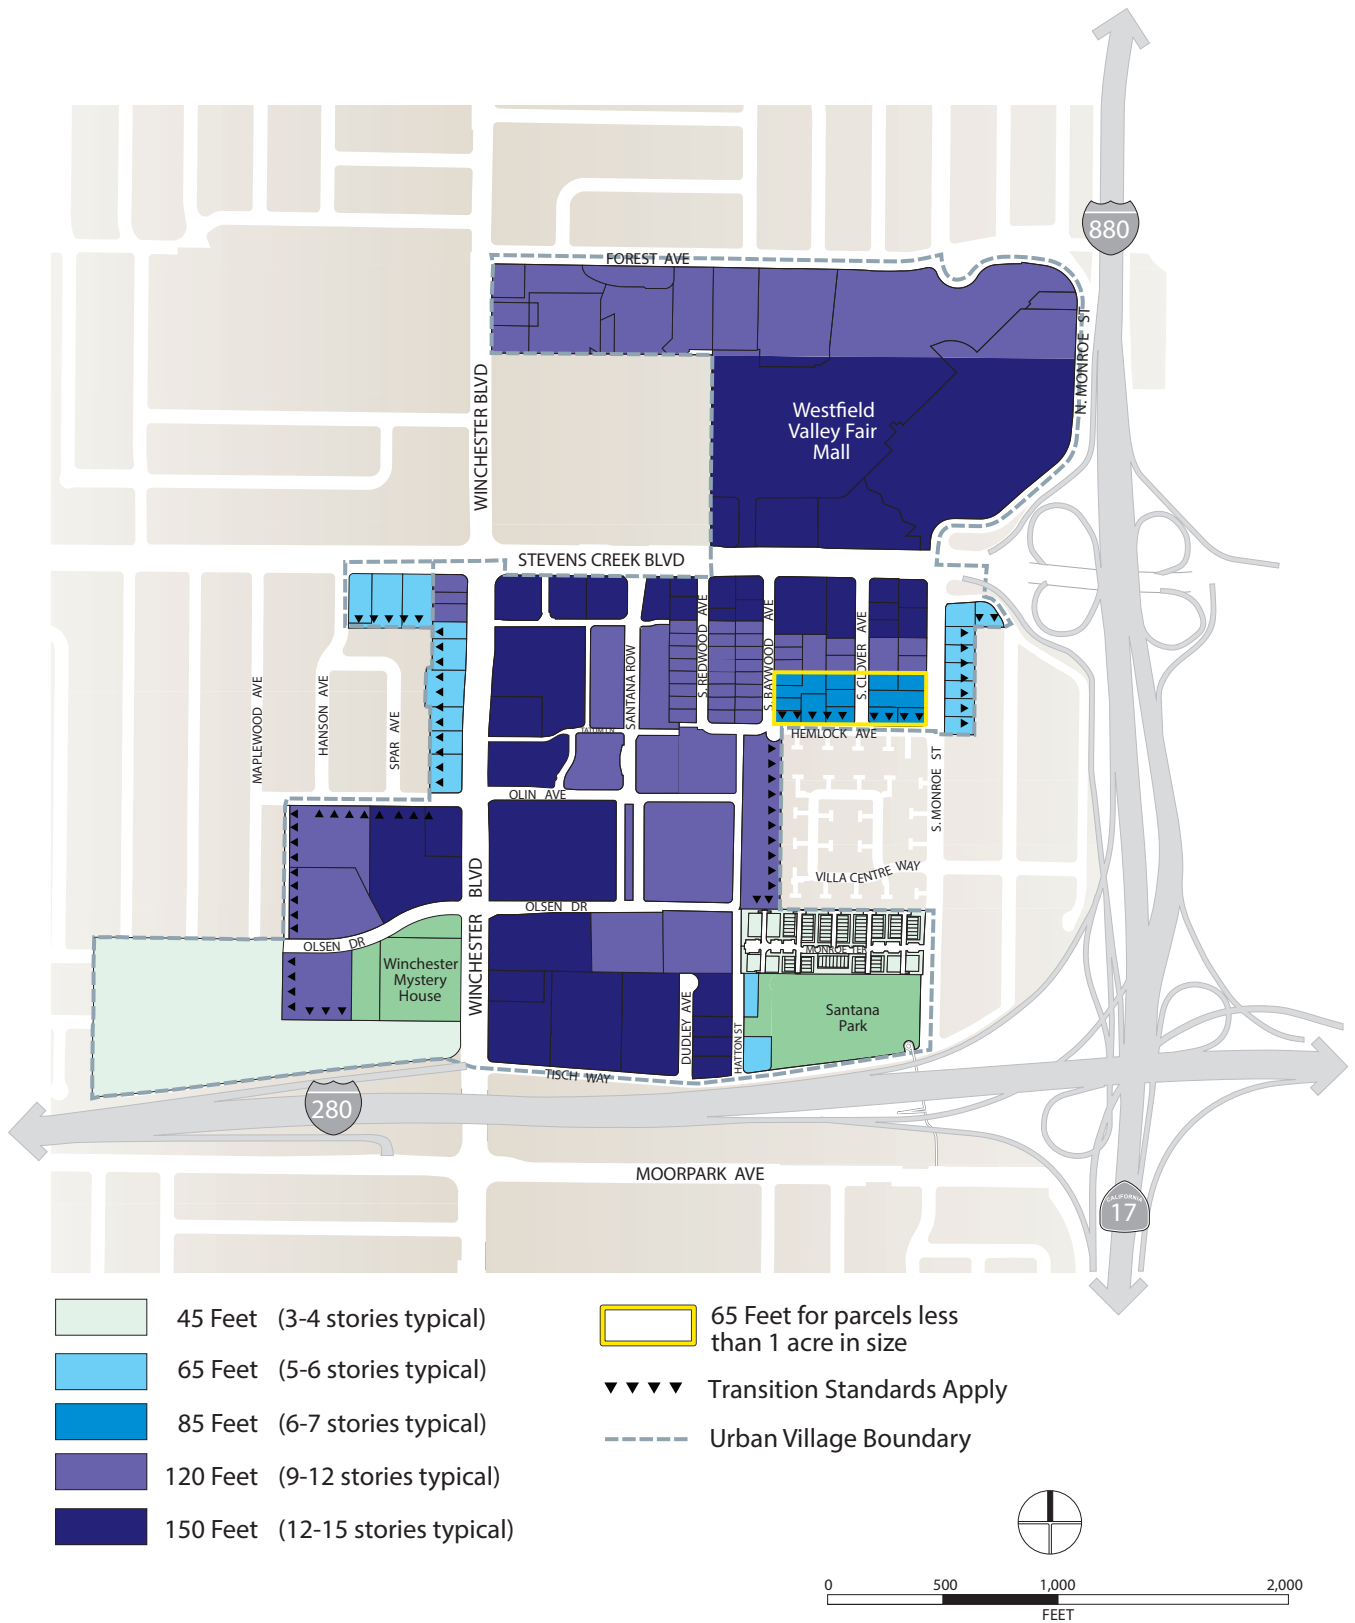 880
FOREST AVE
N. MONROE ST
WINCHESTER BLVD
Westfield
Valley Fair
Mall
STEVENS CREEK BLVD
S. REDWOOD AVE
S. BAYWOOD AVE
S. CLOVER AVE
SANTANA ROW
MAPLEWOOD AVE
HANSON AVE
SPAR AVE
TATUM LN
HEMLOCK AVE
S. MONROE ST
OLIN AVE
WINCHESTER BLVD
VILLA CENTRE WAY
OLSEN DR
OLSEN DR
MONROE TER
Winchester
Mystery
House
Santana
Park
DUDLEY AVE
HATTON ST
TISCH WAY
280
MOORPARK AVE
CALIFORNIA
17
45 Feet (3-4 stories typical)
65 Feet (5-6 stories typical)
85 Feet (6-7 stories typical)
120 Feet (9-12 stories typical)
150 Feet (12-15 stories typical)
65 Feet for parcels less
than 1 acre in size
Transition Standards Apply
Urban Village Boundary
0 500 1,000 2,000
FEET